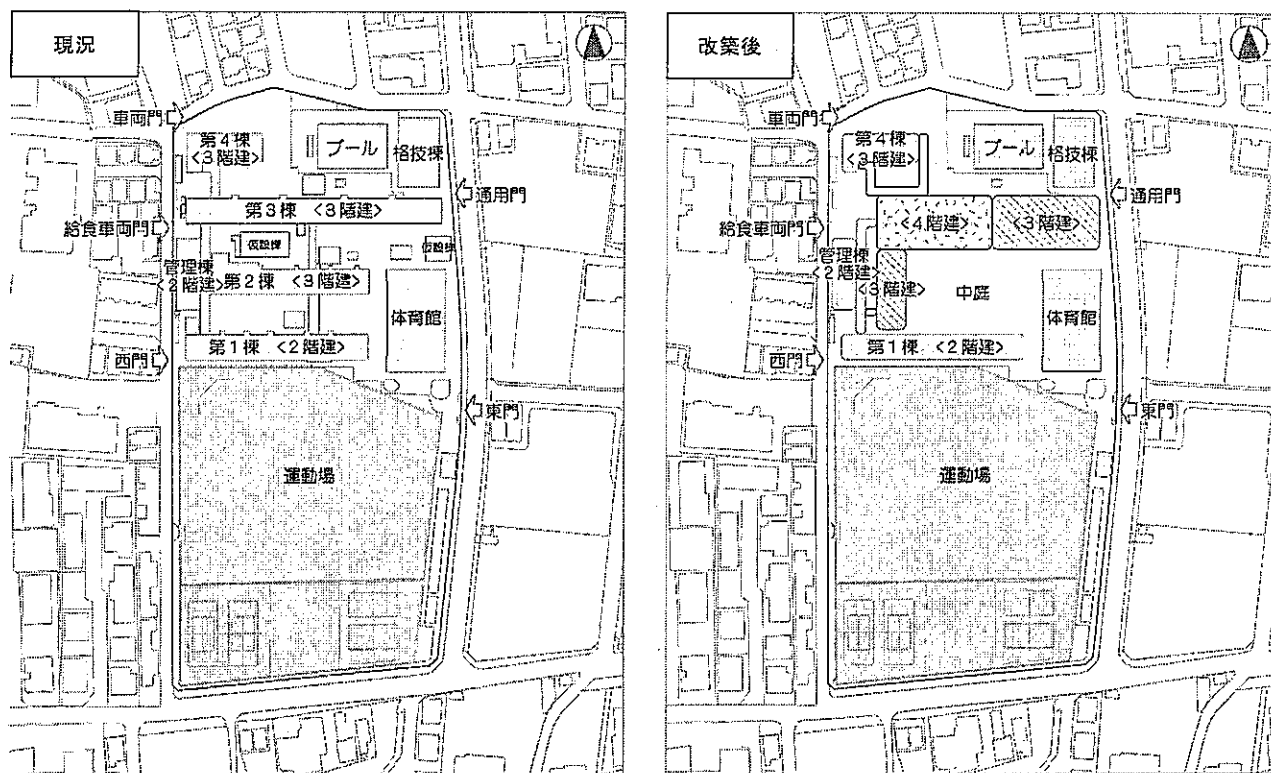 現況
車両門
第4棟
<3階建>
プール
格技棟
通用門
第3棟 <3階建>
給食車両門
仮設棟
仮設棟
管理棟
<2階建>
第2棟 <3階建>
体育館
第1棟 <2階建>
西門
東門
運動場
改築後
車両門
第4棟
<3階建>
プール
格技棟
通用門
<4階建>
<3階建>
給食車両門
管理棟
<2階建>
<3階建>
中庭
体育館
第1棟 <2階建>
西門
東門
運動場